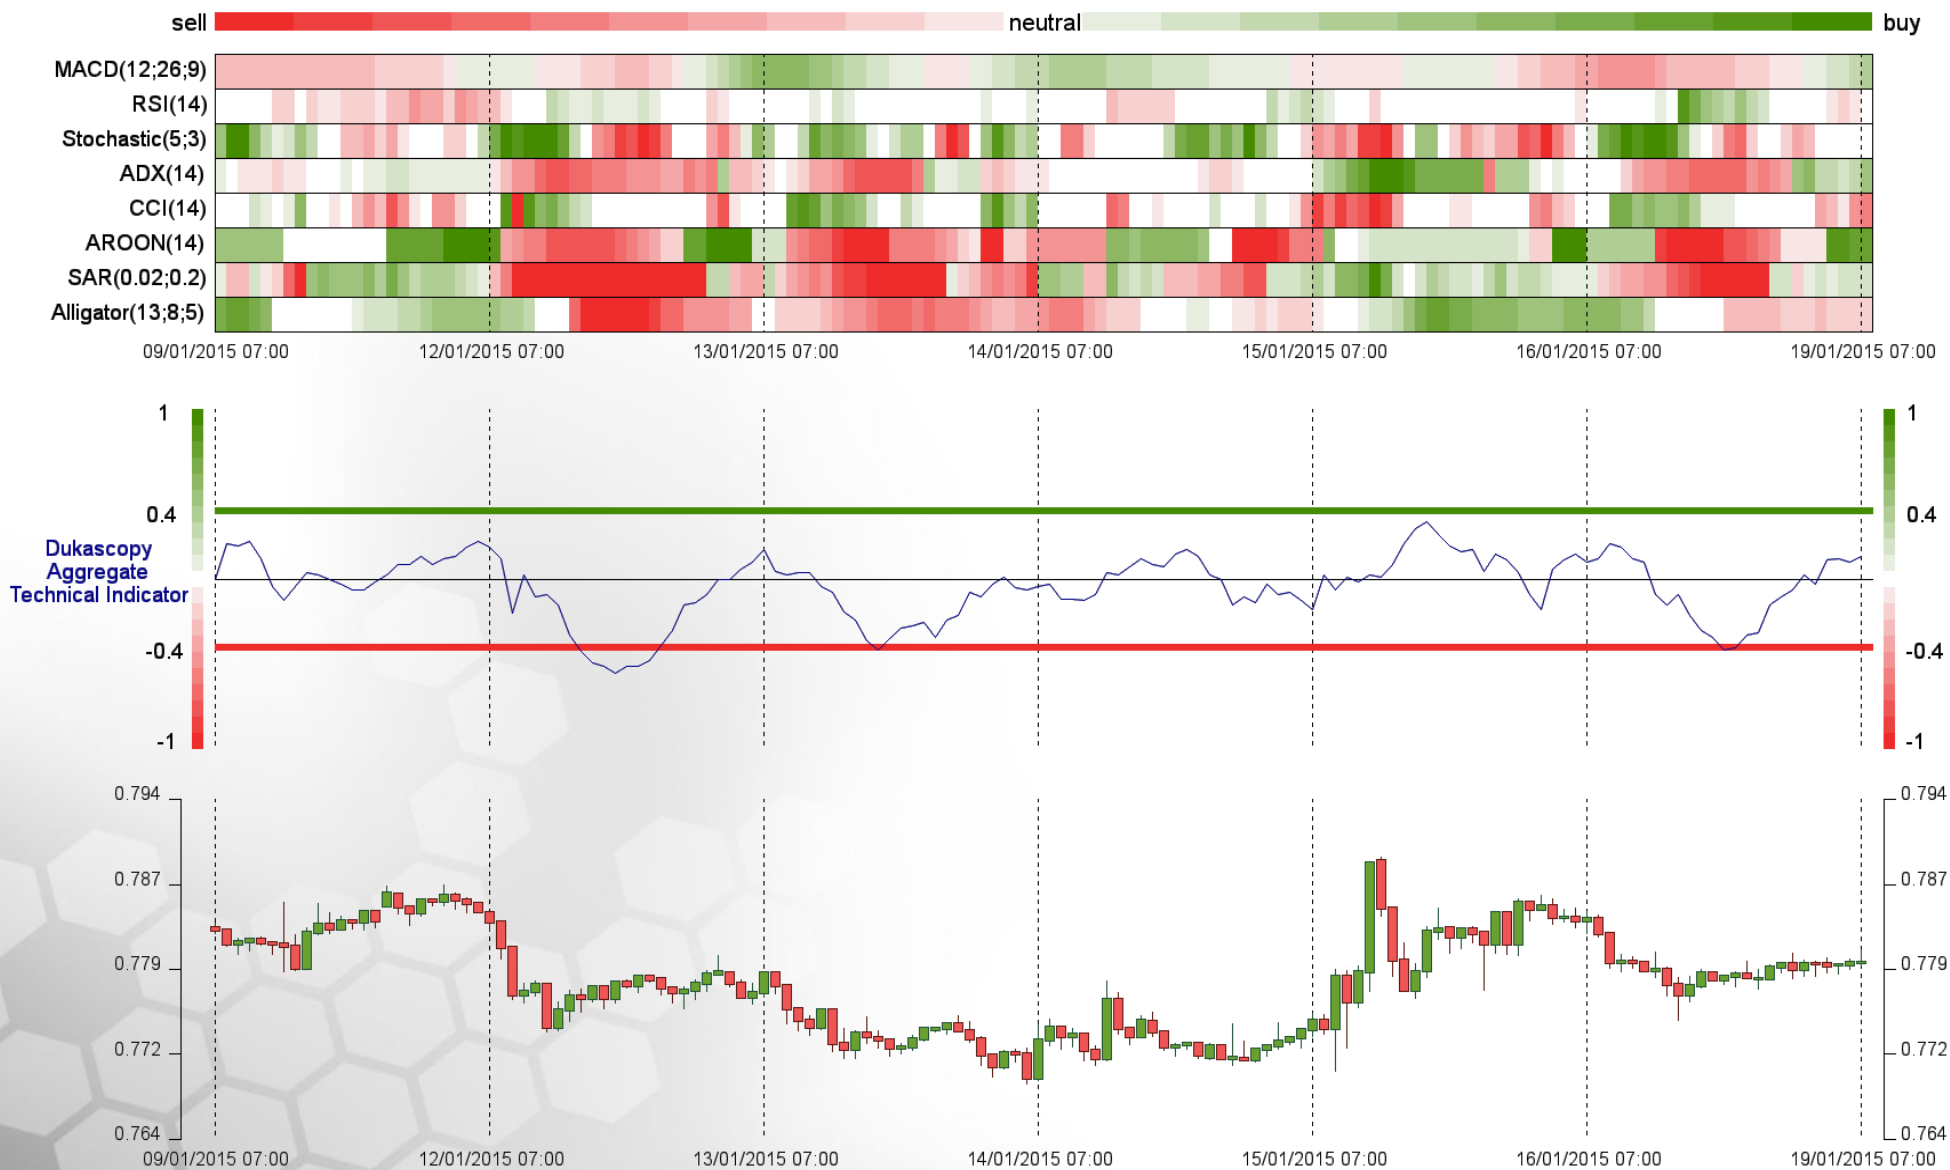 sell neutral buy
MACD(12;26;9)
RSI(14)
Stochastic(5;3)
ADX(14)
CCI(14)
AROON(14)
SAR(0.02;0.2)
Alligator(13;8;5)
09/01/2015 07:00 12/01/2015 07:00 13/01/2015 07:00 14/01/2015 07:00 15/01/2015 07:00 16/01/2015 07:00 19/01/2015 07:00
1 1
0.4 0.4
Dukascopy
Aggregate
Technical Indicator
-0.4 -0.4
-1 -1
0.794 0.794
0.787 0.787
0.779 0.779
0.772 0.772
0.764 0.764
09/01/2015 07:00 12/01/2015 07:00 13/01/2015 07:00 14/01/2015 07:00 15/01/2015 07:00 16/01/2015 07:00 19/01/2015 07:00